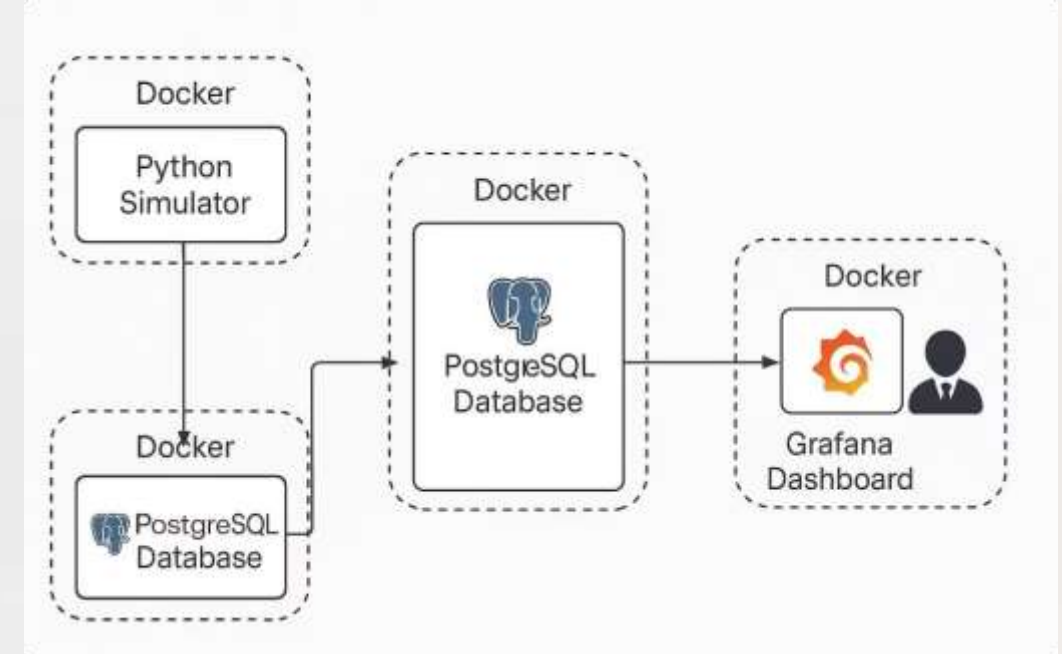 Docker
Python
Simulator
Docker
PostgreSQL
Database
Docker
PostgreSQL
Database
Docker
Grafana
Dashboard